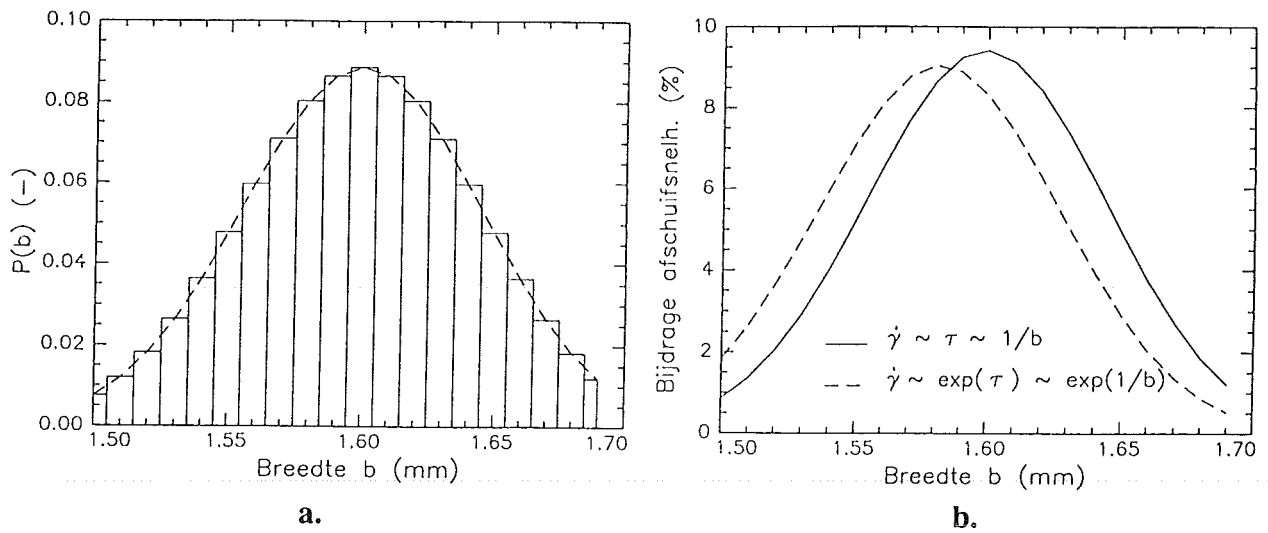 0.10
0.08
0.06
0.04
0.02
0.00
P(b) (−)
1.50 1.55 1.60 1.65 1.70
Breedte b (mm)
a.
10
8
6
4
2
0
Bijdrage afschuifsnelh. (%)
γ̇ ~ τ ~ 1/b
γ̇ ~ exp(τ) ~ exp(1/b)
1.50 1.55 1.60 1.65 1.70
Breedte b (mm)
b.